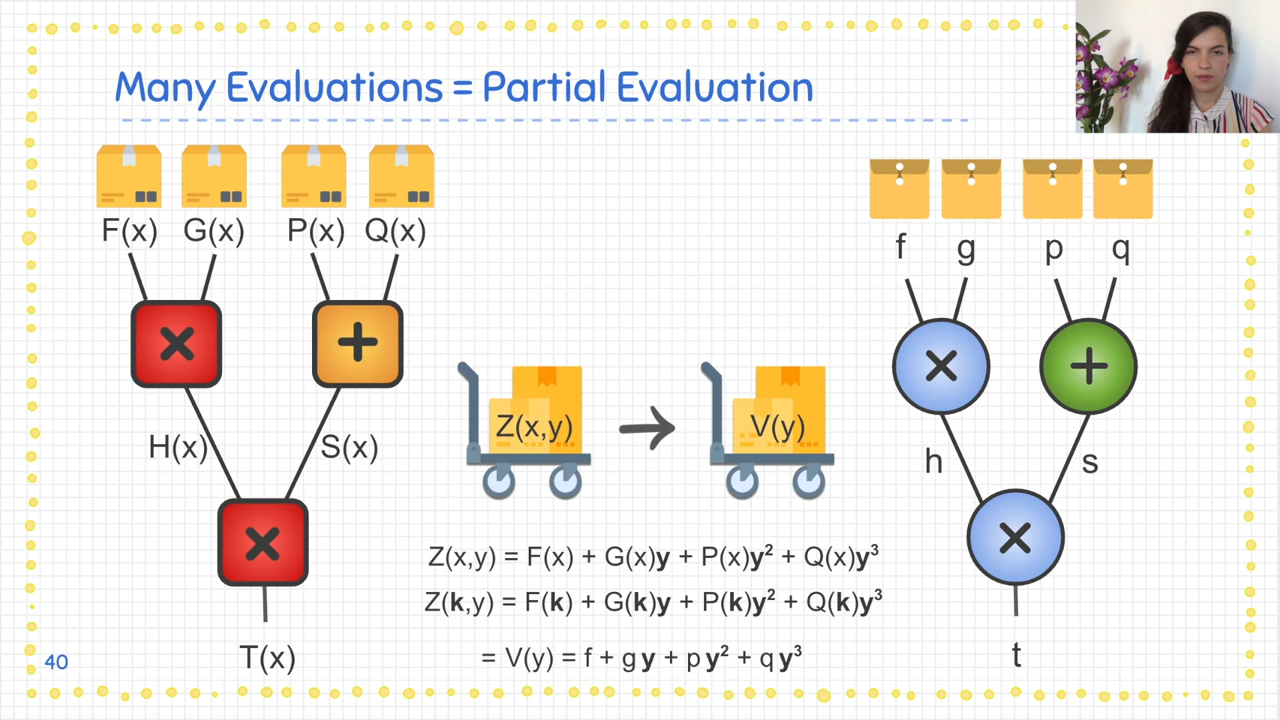 Many Evaluations = Partial Evaluation
F(x) G(x) P(x) Q(x)
× +
H(x) S(x)
×
T(x)
Z(x,y) → V(y)
Z(x,y) = F(x) + G(x)y + P(x)y² + Q(x)y³
Z(k,y) = F(k) + G(k)y + P(k)y² + Q(k)y³
= V(y) = f + g y + p y² + q y³
f g p q
× +
h s
×
t
40